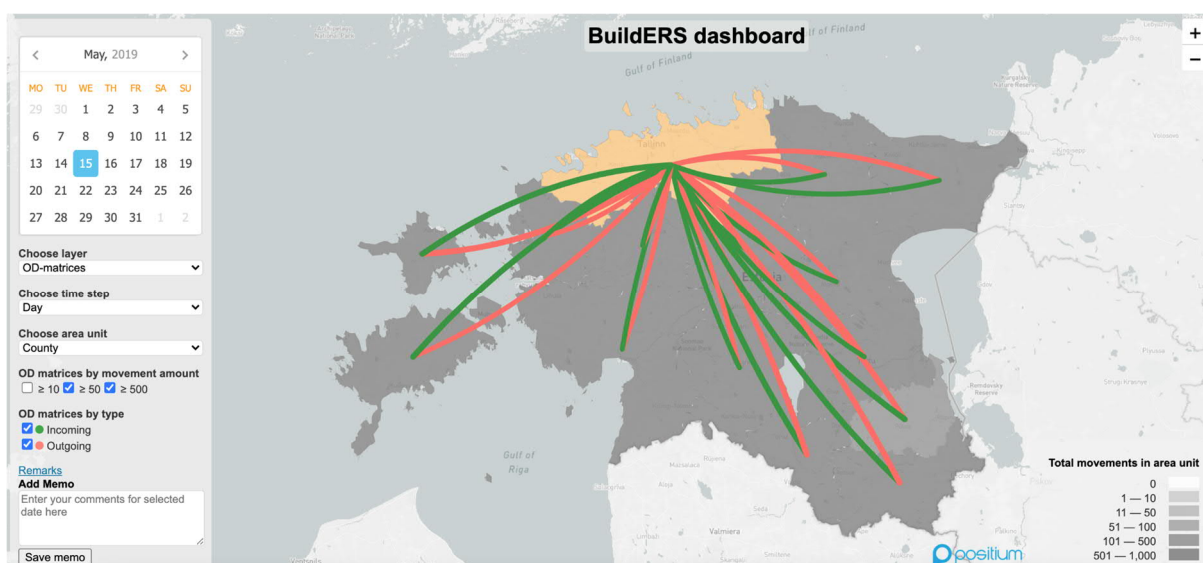 BuildERS dashboard
May, 2019
MO TU WE TH FR SA SU
29 30 1 2 3 4 5
6 7 8 9 10 11 12
13 14 15 16 17 18 19
20 21 22 23 24 25 26
27 28 29 30 31 1 2
Choose layer
OD-matrices
Choose time step
Day
Choose area unit
County
OD matrices by movement amount
≥ 10 ≥ 50 ≥ 500
OD matrices by type
Incoming
Outgoing
Remarks
Add Memo
Enter your comments for selected
date here
Save memo
+
−
Gulf of Finland
Gulf of Finland
Tallinn
Estonia
Gulf of
Riga
Valmiera
Total movements in area unit
0
1 — 10
11 — 50
51 — 100
101 — 500
501 — 1,000
positium